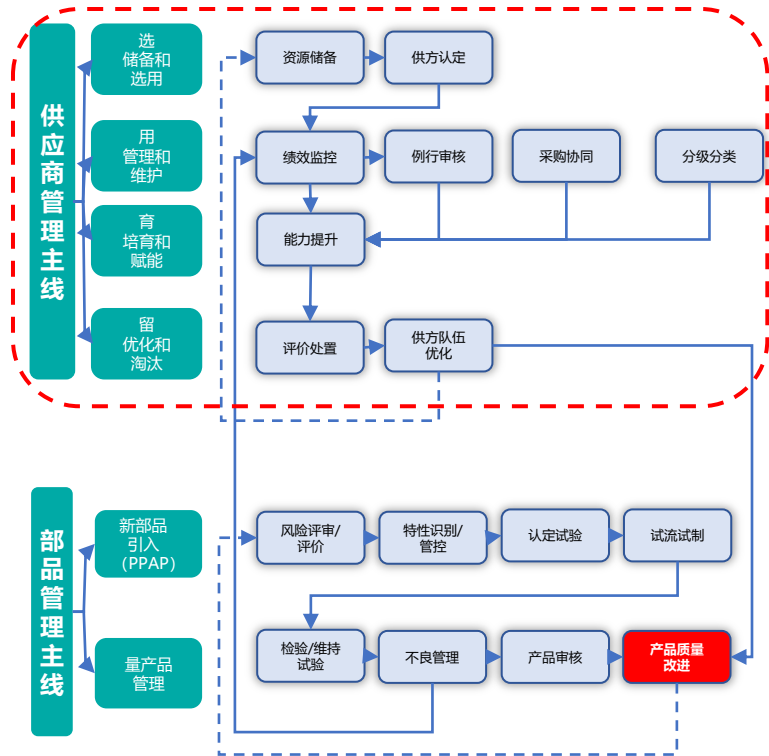 供应商管理主线
选
储备和
选用
用
管理和
维护
育
培育和
赋能
留
优化和
淘汰
资源储备
供方认定
绩效监控
例行审核
采购协同
分级分类
能力提升
评价处置
供方队伍
优化
部品管理主线
新部品
引入
（PPAP）
量产品
管理
风险评审/
评价
特性识别/
管控
认定试验
试流试制
检验/维持
试验
不良管理
产品审核
产品质量
改进